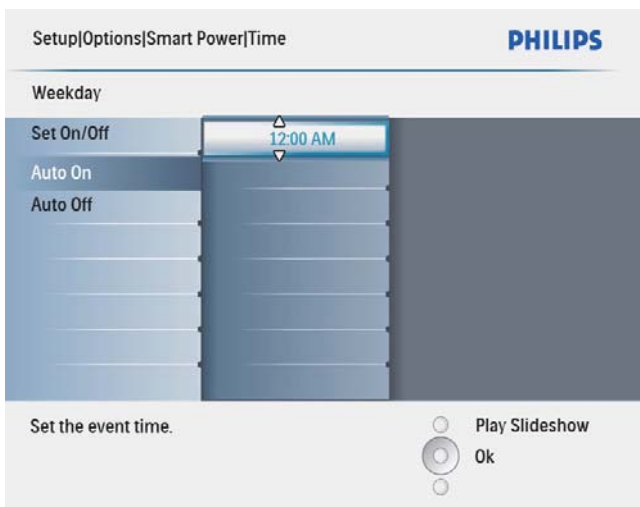 Setup|Options|Smart Power|Time
PHILIPS
Weekday
Set On/Off
12:00 AM
Auto On
Auto Off
Set the event time.
Play Slideshow
Ok